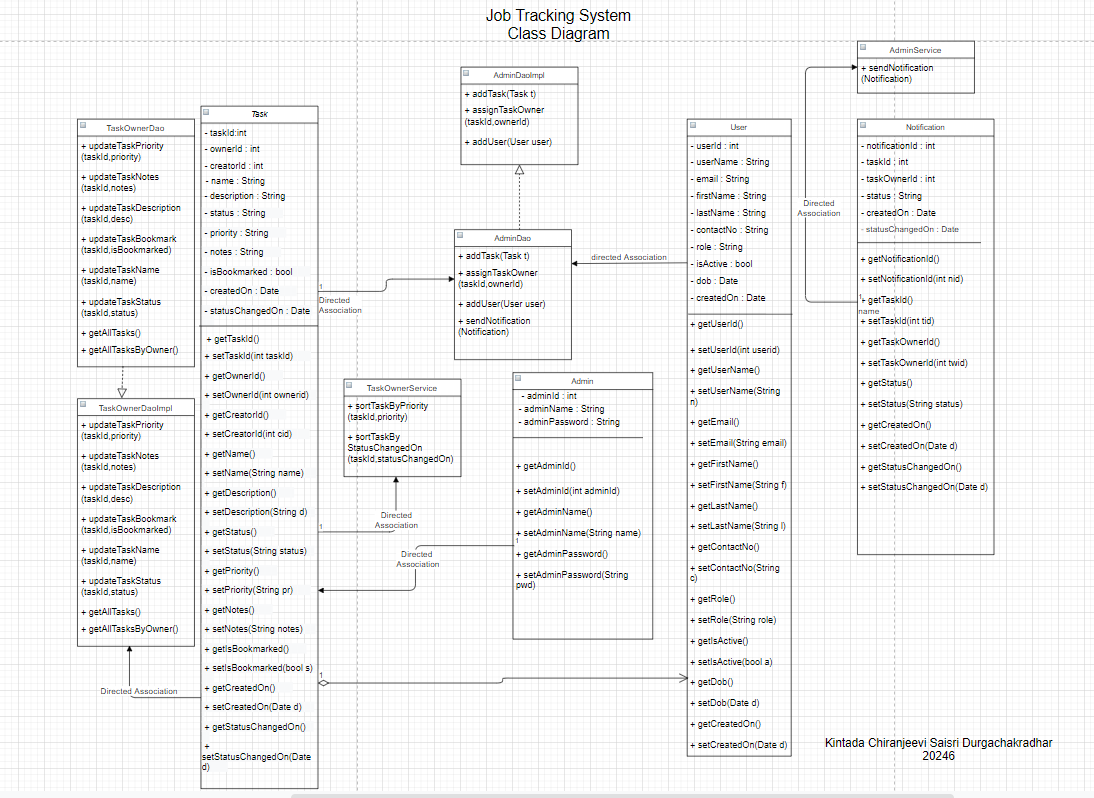 Job Tracking System
Class Diagram
TaskOwnerDao
+ updateTaskPriority
(taskId,priority)
+ updateTaskNotes
(taskId,notes)
+ updateTaskDescription
(taskId,desc)
+ updateTaskBookmark
(taskId,isBookmarked)
+ updateTaskName
(taskId,name)
+ updateTaskStatus
(taskId,status)
+ getAllTasks()
+ getAllTasksByOwner()
TaskOwnerDaoImpl
+ updateTaskPriority
(taskId,priority)
+ updateTaskNotes
(taskId,notes)
+ updateTaskDescription
(taskId,desc)
+ updateTaskBookmark
(taskId,isBookmarked)
+ updateTaskName
(taskId,name)
+ updateTaskStatus
(taskId,status)
+ getAllTasks()
+ getAllTasksByOwner()
Directed Association
Task
- taskId:int
- ownerId : int
- creatorId : int
- name : String
- description : String
- status : String
- priority : String
- notes : String
- isBookmarked : bool
- createdOn : Date
- statusChangedOn : Date
+ getTaskId()
+ setTaskId(int taskId)
+ getOwnerId()
+ setOwnerId(int ownerid)
+ getCreatorId()
+ setCreatorId(int cid)
+ getName()
+ setName(String name)
+ getDescription()
+ setDescription(String d)
+ getStatus()
+ setStatus(String status)
+ getPriority()
+ setPriority(String pr)
+ getNotes()
+ setNotes(String notes)
+ getIsBookmarked()
+ setIsBookmarked(bool s)
+ getCreatedOn()
+ setCreatedOn(Date d)
+ getStatusChangedOn()
+
setStatusChangedOn(Date
d)
1
Directed
Association
AdminDaoImpl
+ addTask(Task t)
+ assignTaskOwner
(taskId,ownerId)
+ addUser(User user)
AdminDao
+ addTask(Task t)
+ assignTaskOwner
(taskId,ownerId)
+ addUser(User user)
+ sendNotification
(Notification)
directed Association
TaskOwnerService
+ sortTaskByPriority
(taskId,priority)
+ sortTaskBy
StatusChangedOn
(taskId,statusChangedOn)
1
Directed
Association
Admin
- adminId : int
- adminName : String
- adminPassword : String
+ getAdminId()
+ setAdminId(int adminId)
+ getAdminName()
+ setAdminName(String name)
+ getAdminPassword()
+ setAdminPassword(String
pwd)
1
Directed
Association
1
User
- userId : int
- userName : String
- email : String
- firstName : String
- lastName : String
- contactNo : String
- role : String
- isActive : bool
- dob : Date
- createdOn : Date
+ getUserId()
+ setUserId(int userid)
+ getUserName()
+ setUserName(String
n)
+ getEmail()
+ setEmail(String email)
+ getFirstName()
+ setFirstName(String f)
+ getLastName()
+ setLastName(String l)
+ getContactNo()
+ setContactNo(String
c)
+ getRole()
+ setRole(String role)
+ getIsActive()
+ setIsActive(bool a)
+ getDob()
+ setDob(Date d)
+ getCreatedOn()
+ setCreatedOn(Date d)
AdminService
+ sendNotification
(Notification)
Directed
Association
Notification
- notificationId : int
- taskId : int
- taskOwnerId : int
- status : String
- createdOn : Date
- statusChangedOn : Date
+ getNotificationId()
+ setNotificationId(int nid)
1
+ getTaskId()
name
+ setTaskId(int tid)
+ getTaskOwnerId()
+ setTaskOwnerId(int twid)
+ getStatus()
+ setStatus(String status)
+ getCreatedOn()
+ setCreatedOn(Date d)
+ getStatusChangedOn()
+ setStatusChangedOn(Date d)
Kintada Chiranjeevi Saisri Durgachakradhar
20246